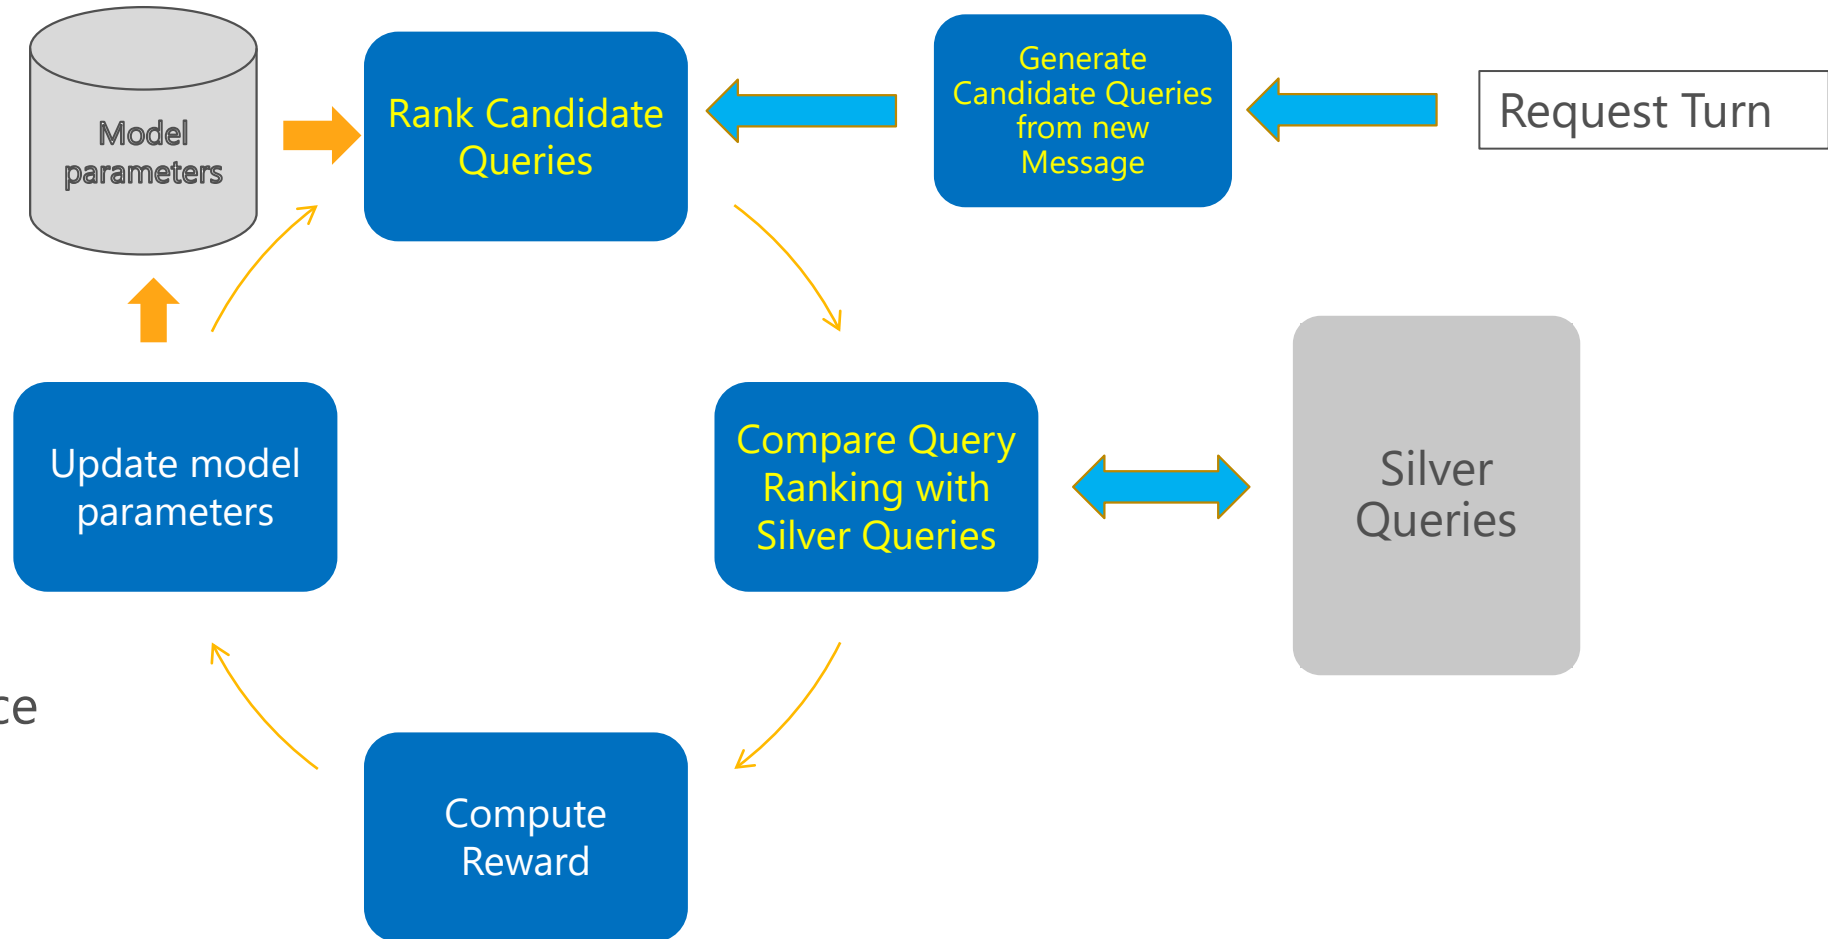 Model
parameters
Rank Candidate
Queries
Generate
Candidate Queries
from new
Message
Request Turn
Update model
parameters
Compare Query
Ranking with
Silver Queries
Silver
Queries
Compute
Reward